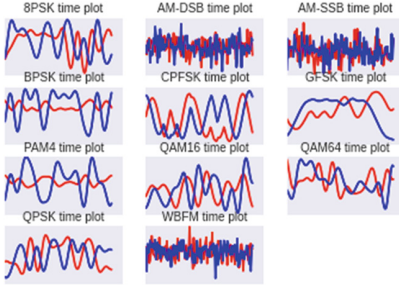 8PSK time plot
AM-DSB time plot
AM-SSB time plot
BPSK time plot
CPFSK time plot
GFSK time plot
PAM4 time plot
QAM16 time plot
QAM64 time plot
QPSK time plot
WBFM time plot